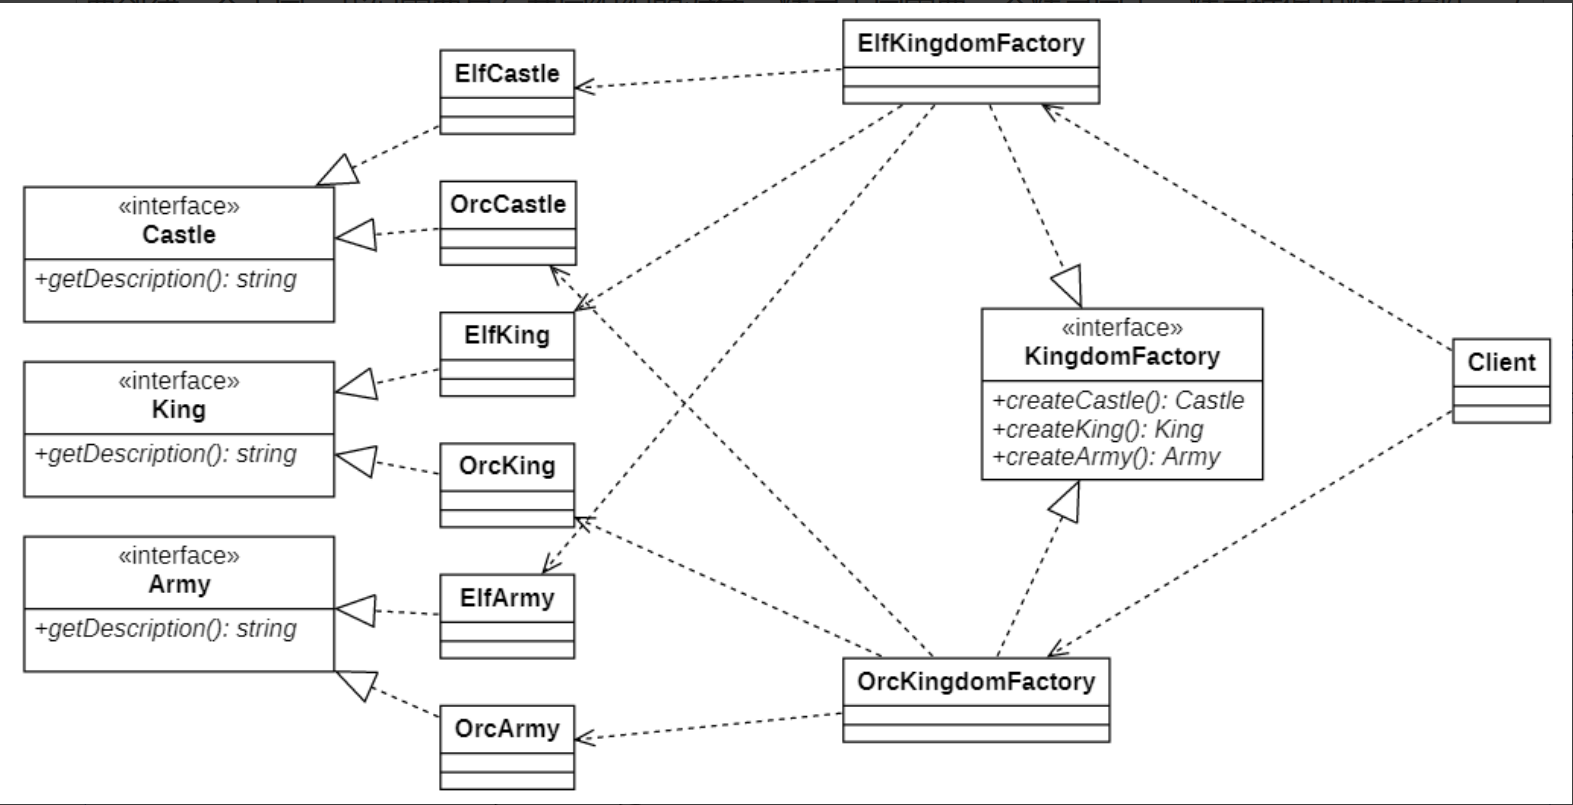 ElfKingdomFactory
ElfCastle
«interface»
Castle
+getDescription(): string
OrcCastle
«interface»
King
+getDescription(): string
ElfKing
OrcKing
«interface»
KingdomFactory
+createCastle(): Castle
+createKing(): King
+createArmy(): Army
Client
«interface»
Army
+getDescription(): string
ElfArmy
OrcArmy
OrcKingdomFactory